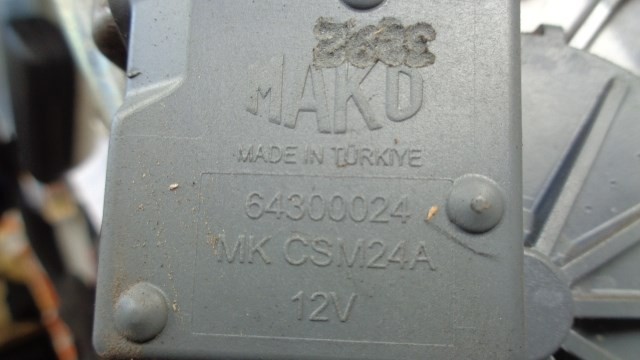 MAKO
MADE IN TÜRKİYE
64300024
MK CSM24A
12V